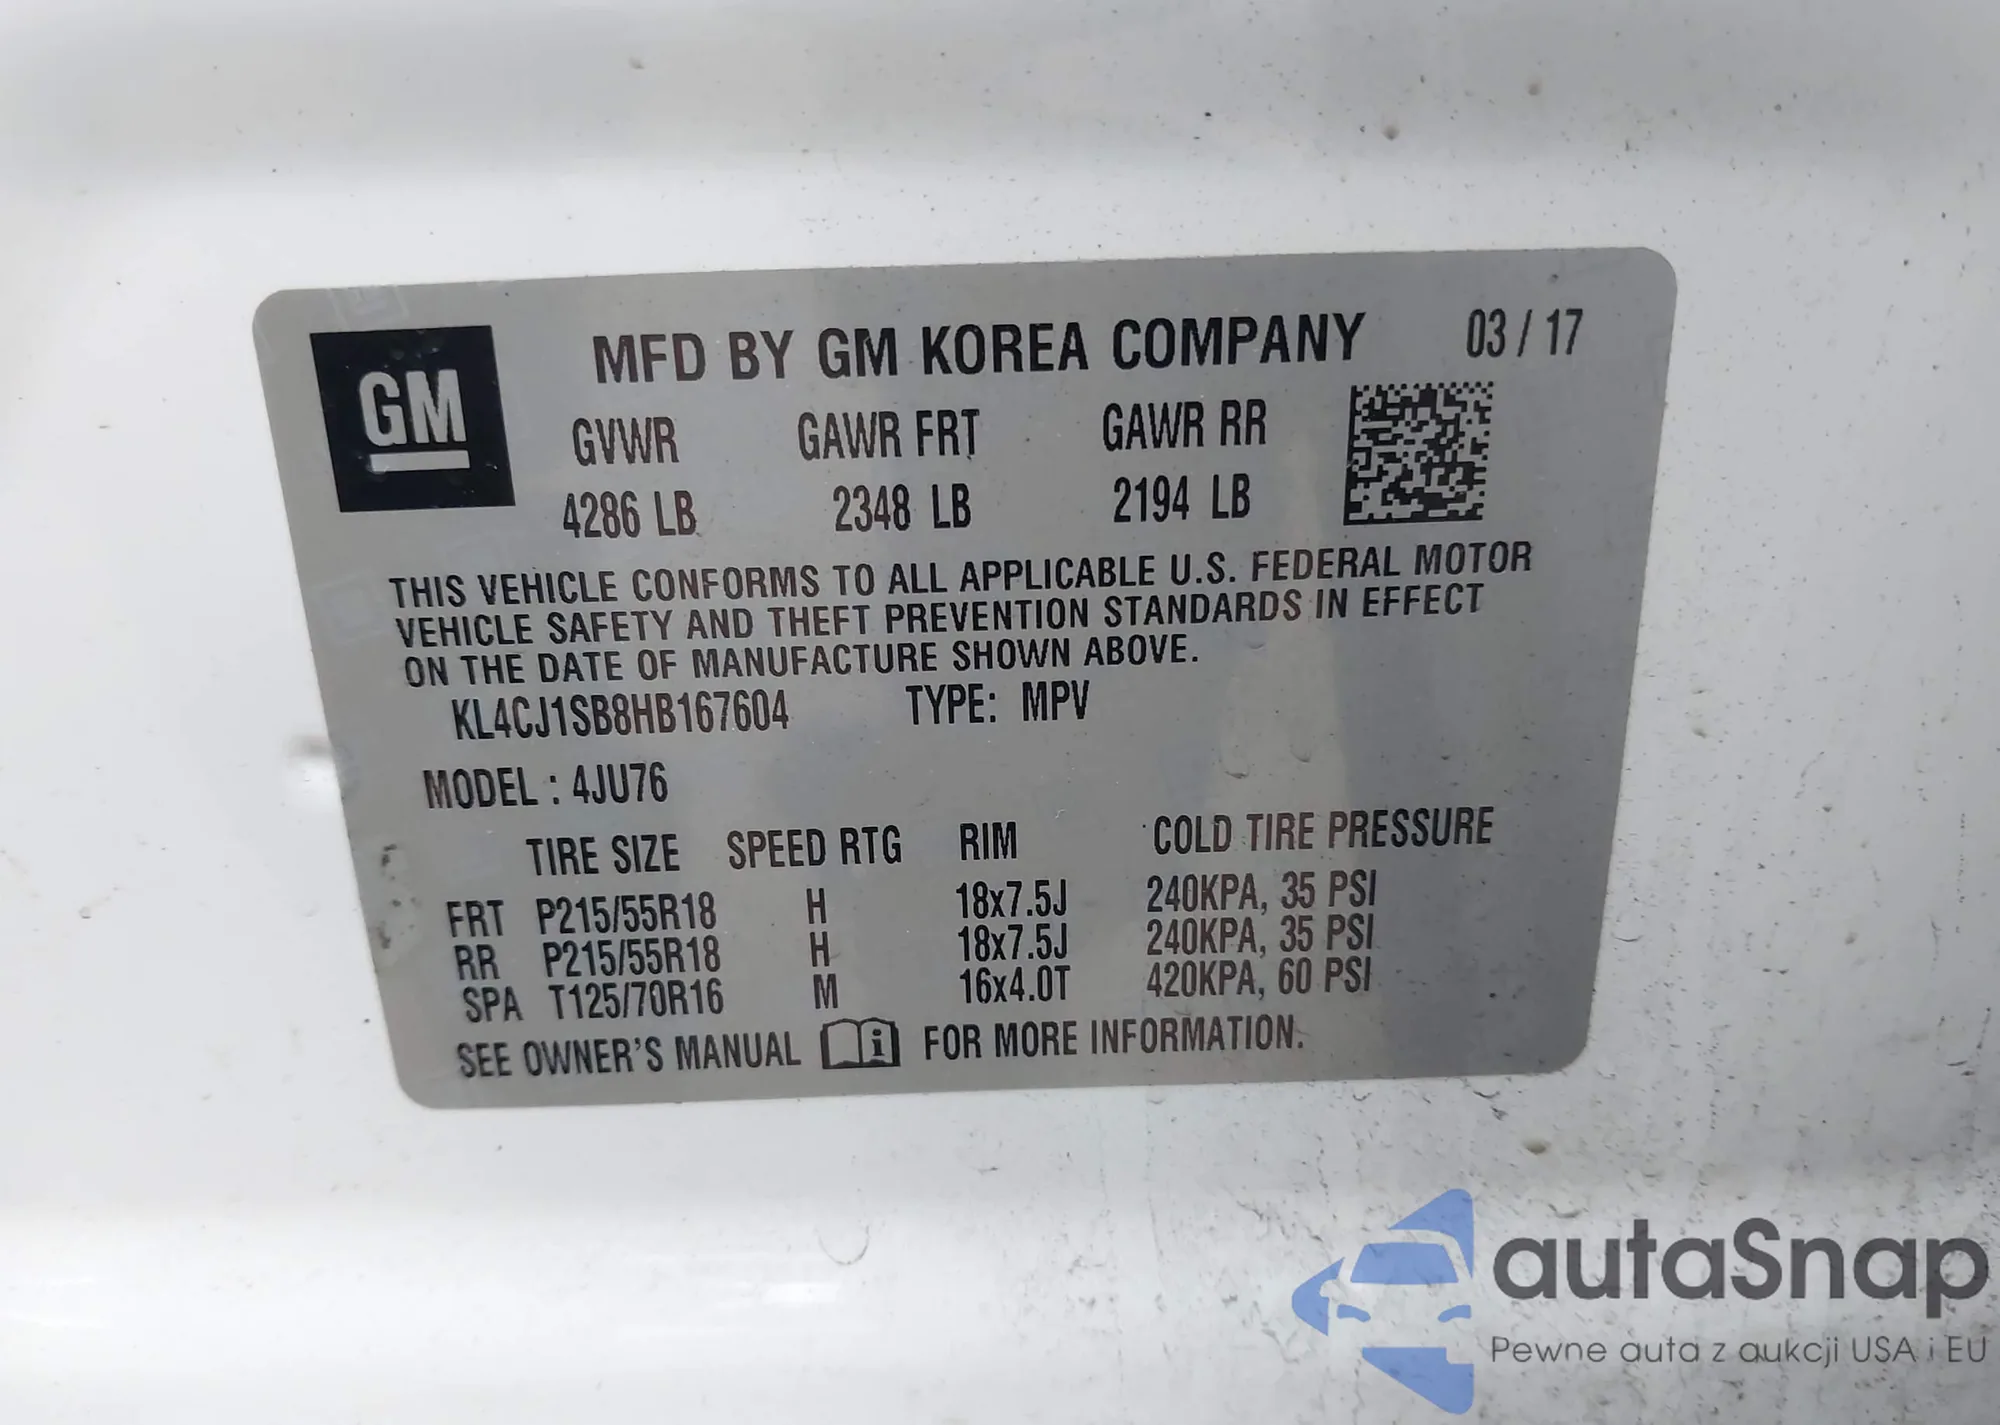 GM
MFD BY GM KOREA COMPANY 03 / 17
GVWR GAWR FRT GAWR RR
4286 LB 2348 LB 2194 LB
THIS VEHICLE CONFORMS TO ALL APPLICABLE U.S. FEDERAL MOTOR
VEHICLE SAFETY AND THEFT PREVENTION STANDARDS IN EFFECT
ON THE DATE OF MANUFACTURE SHOWN ABOVE.
KL4CJ1SB8HB167604 TYPE: MPV
MODEL : 4JU76
TIRE SIZE SPEED RTG RIM COLD TIRE PRESSURE
FRT P215/55R18 H 18x7.5J 240KPA, 35 PSI
RR P215/55R18 H 18x7.5J 240KPA, 35 PSI
SPA T125/70R16 M 16x4.0T 420KPA, 60 PSI
SEE OWNER'S MANUAL i FOR MORE INFORMATION.
autaSnap
Pewne auta z aukcji USA i EU